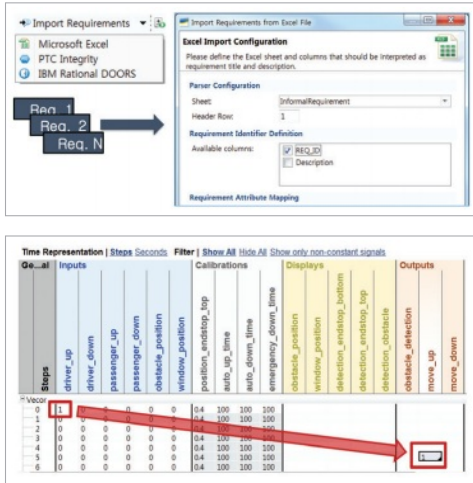 Import Requirements
Microsoft Excel
PTC Integrity
IBM Rational DOORS
Req. 1
Req. 2
Req. N
Import Requirements from Excel File
Excel Import Configuration
Please define the Excel sheet and columns that should be interpreted as
requirement title and description.
Parser Configuration
Sheet: InformalRequirement
Header Row: 1
Requirement Identifier Definition
Available columns: REQ_ID
Description
Requirement Attribute Mapping
Time Representation | Steps Seconds Filter | Show All Hide All Show only non-constant signals
Ge...al Inputs Calibrations Displays Outputs
Steps
driver_up
driver_down
passenger_up
passenger_down
obstacle_position
window_position
position_endstop_top
auto_up_time
auto_down_time
emergency_down_time
obstacle_position
window_position
detection_endstop_bottom
detection_endstop_top
detection_obstacle
obstacle_detection
move_up
move_down
Vecor
0 1 0 0 0 0 0 0.4 100 100 100
1 0 0 0 0 0 0 0.4 100 100 100
2 0 0 0 0 0 0 0.4 100 100 100
3 0 0 0 0 0 0 0.4 100 100 100
4 0 0 0 0 0 0 0.4 100 100 100 1
5 0 0 0 0 0 0 0.4 100 100 100
6 0 0 0 0 0 0 0.4 100 100 100